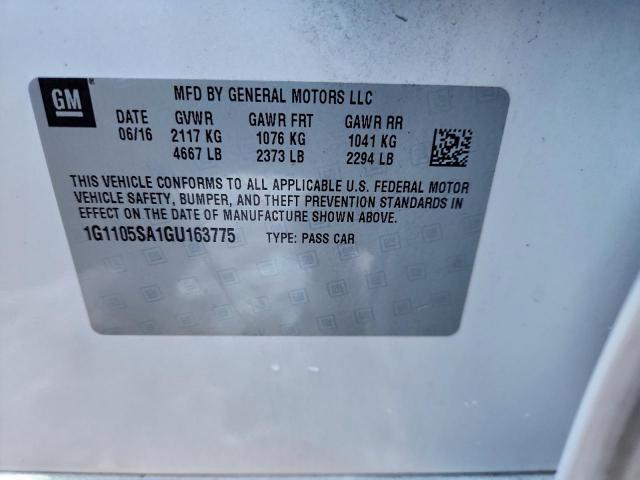 GM
MFD BY GENERAL MOTORS LLC
DATE GVWR GAWR FRT GAWR RR
06/16 2117 KG 1076 KG 1041 KG
4667 LB 2373 LB 2294 LB
THIS VEHICLE CONFORMS TO ALL APPLICABLE U.S. FEDERAL MOTOR
VEHICLE SAFETY, BUMPER, AND THEFT PREVENTION STANDARDS IN
EFFECT ON THE DATE OF MANUFACTURE SHOWN ABOVE.
1G1105SA1GU163775 TYPE: PASS CAR